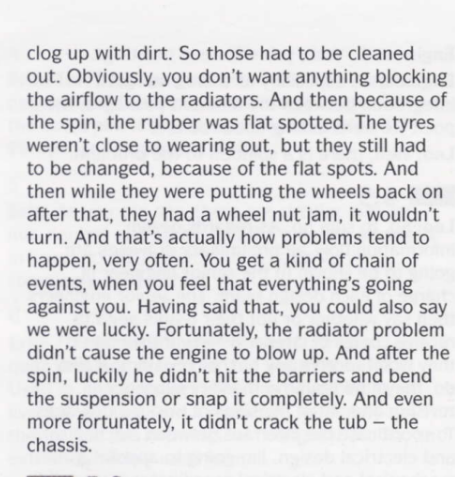 clog up with dirt. So those had to be cleaned
out. Obviously, you don't want anything blocking
the airflow to the radiators. And then because of
the spin, the rubber was flat spotted. The tyres
weren't close to wearing out, but they still had
to be changed, because of the flat spots. And
then while they were putting the wheels back on
after that, they had a wheel nut jam, it wouldn't
turn. And that's actually how problems tend to
happen, very often. You get a kind of chain of
events, when you feel that everything's going
against you. Having said that, you could also say
we were lucky. Fortunately, the radiator problem
didn't cause the engine to blow up. And after the
spin, luckily he didn't hit the barriers and bend
the suspension or snap it completely. And even
more fortunately, it didn't crack the tub – the
chassis.